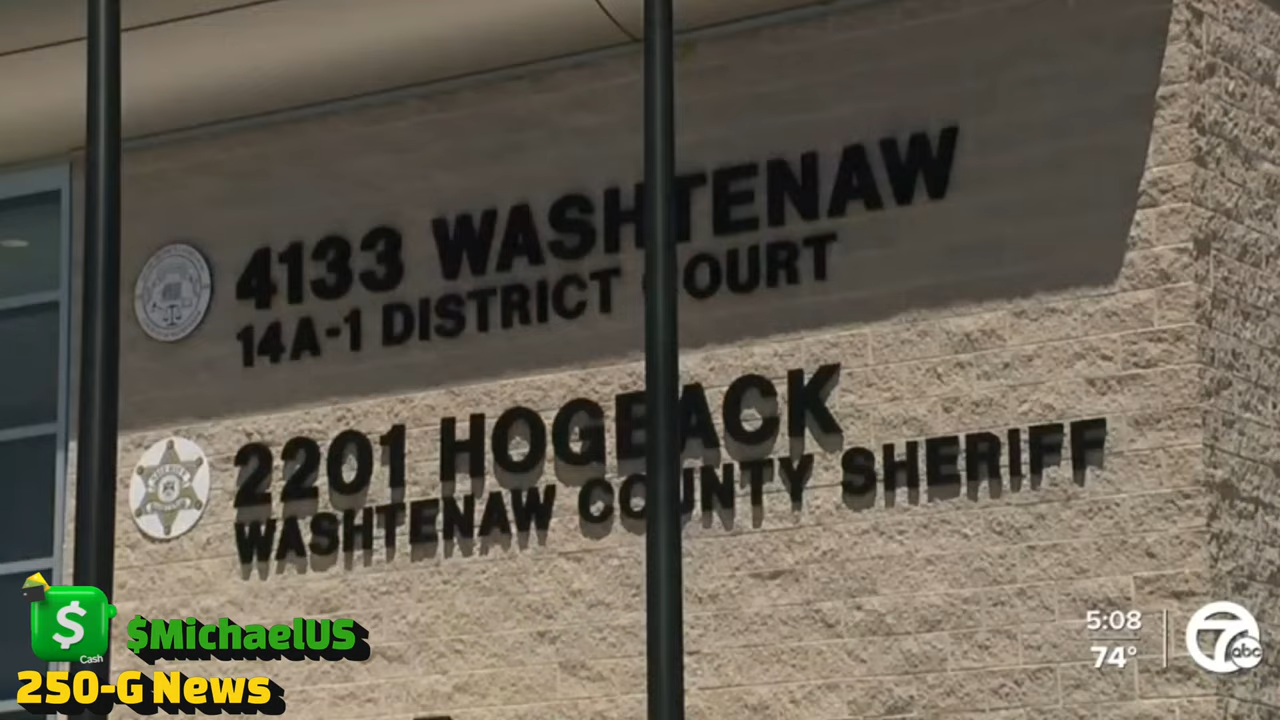 4133 WASHTENAW
14A-1 DISTRICT COURT
2201 HOGBACK
WASHTENAW COUNTY SHERIFF
$
Cash
$MichaelUS
250-G News
5:08
74°
7 abc